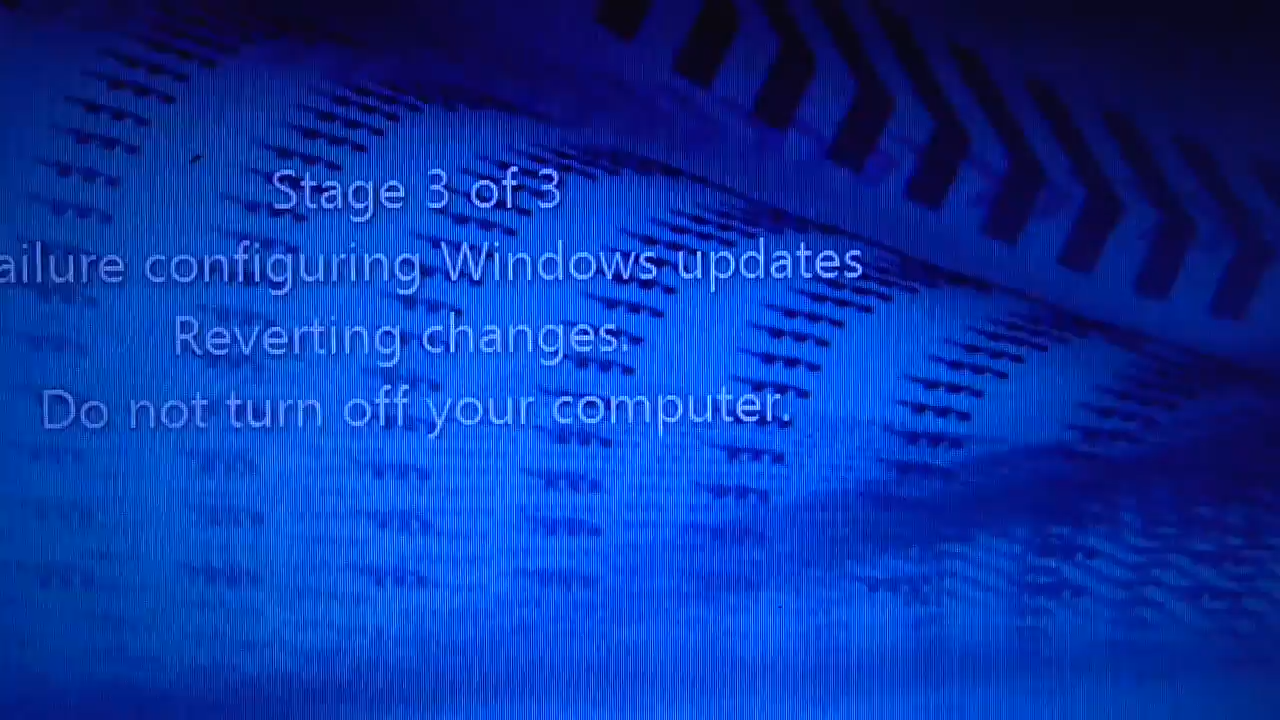 Stage 3 of 3
ailure configuring Windows updates
Reverting changes.
Do not turn off your computer.